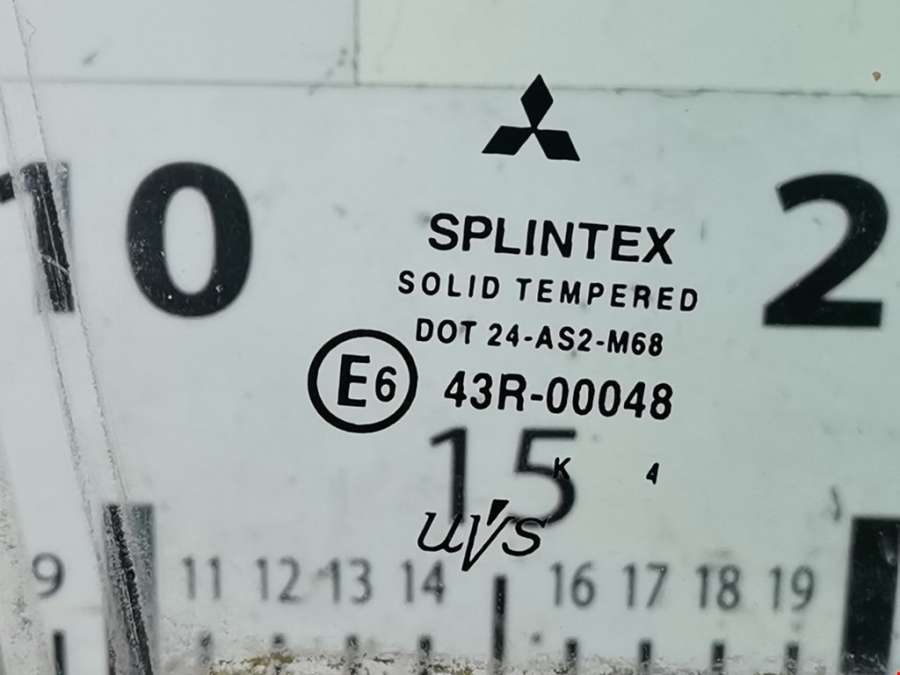 10 2
SPLINTEX
SOLID TEMPERED
DOT 24-AS2-M68
E6 43R-00048
15
K 4
uvs
9 11 12 13 14 16 17 18 19